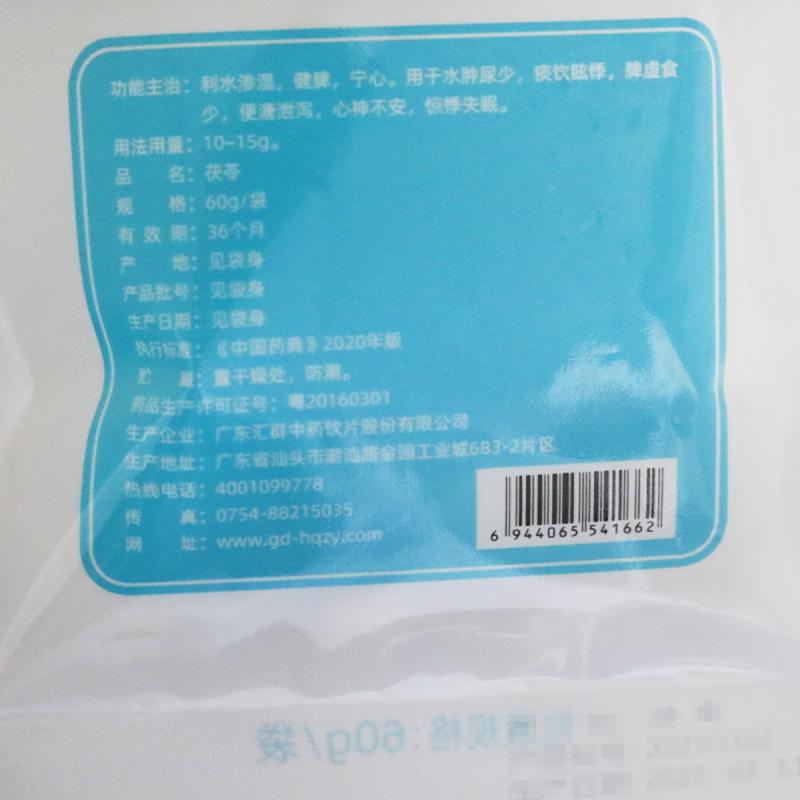 功能主治：利水渗湿，健脾，宁心。用于水肿尿少，痰饮眩悸，脾虚食
少，便溏泄泻，心神不安，惊悸失眠。
用法用量：10~15g。
品 名：茯苓
规 格：60g/袋
有 效 期：36个月
产 地：见袋身
产品批号：见袋身
生产日期：见袋身
执行标准：《中国药典》2020年版
贮 藏：置干燥处，防潮。
药品生产许可证号：粤20160301
生产企业：广东汇群中药饮片股份有限公司
生产地址：广东省汕头市潮汕路金园工业城6B3-2片区
热线电话：4001099778
传 真：0754-88215035
网 址：www.gd-hqzy.com
6 944065 541662
规格:60g/袋